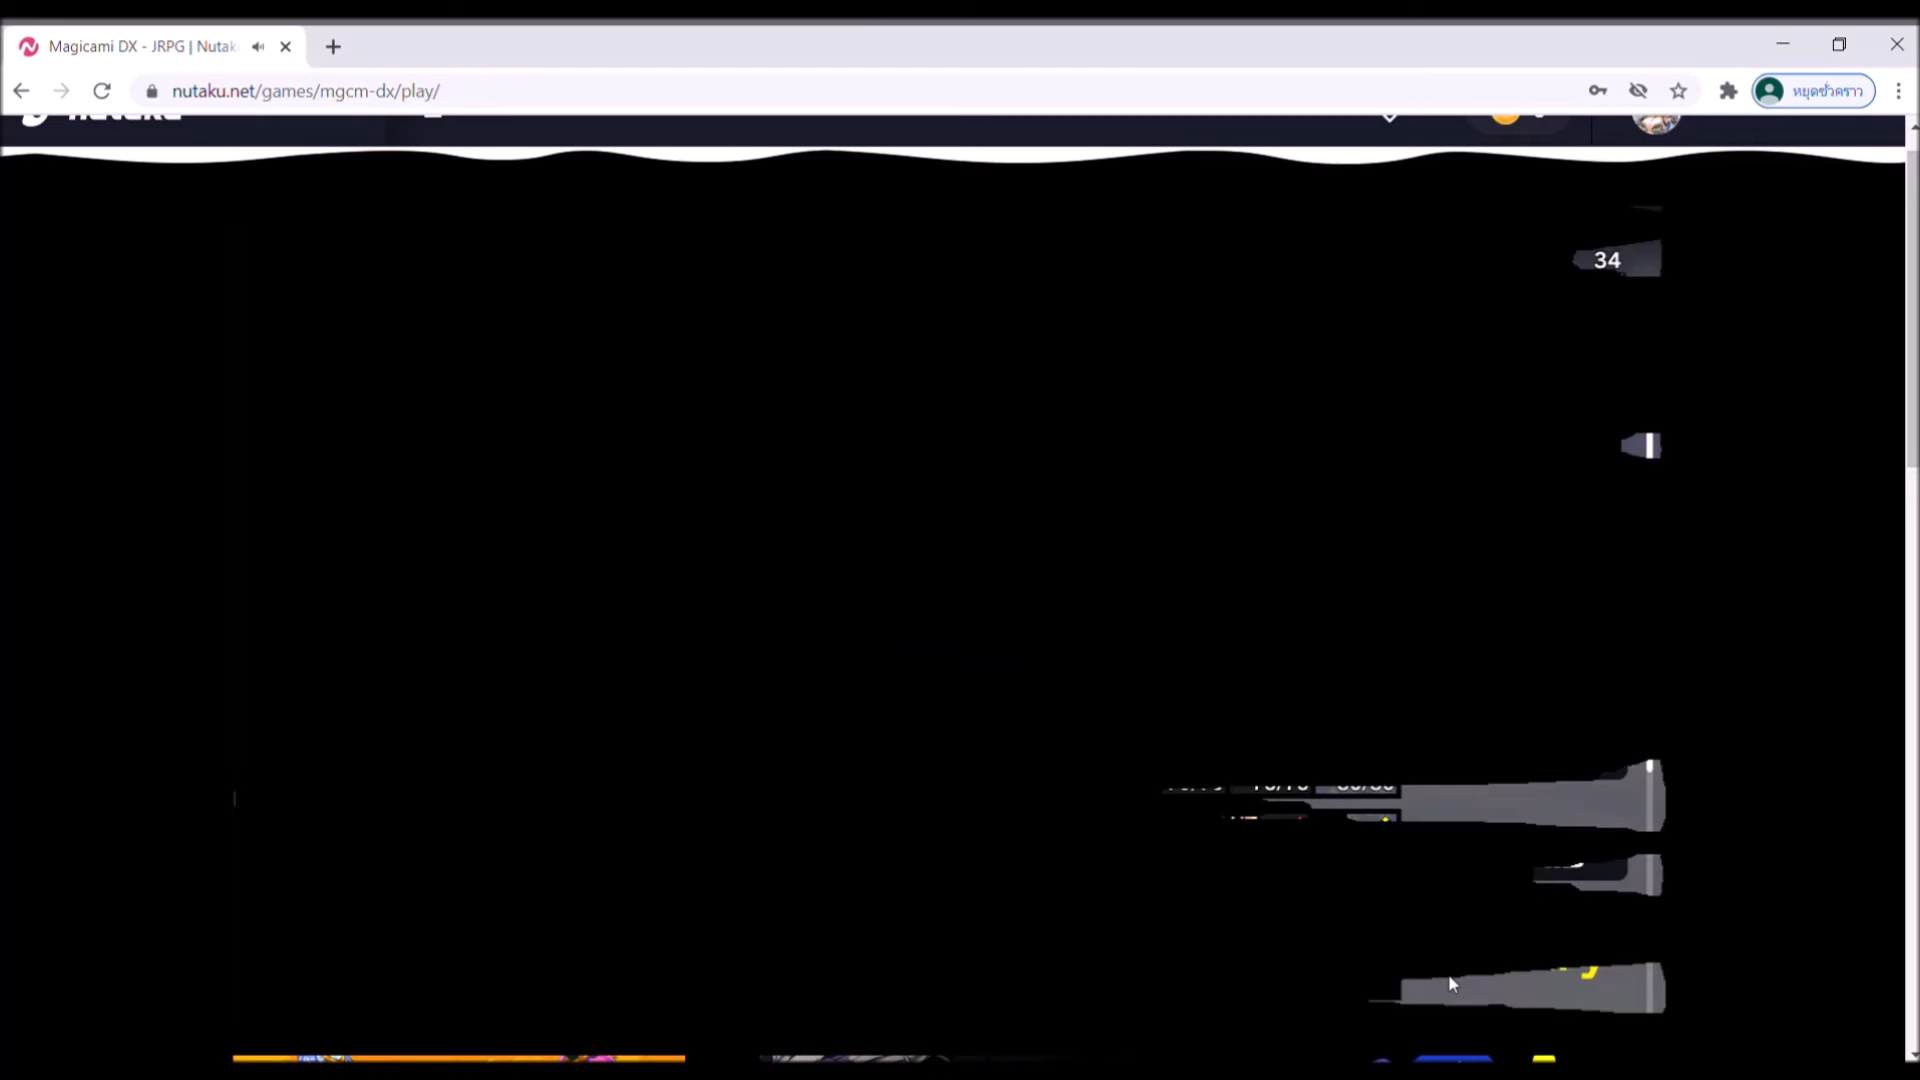 Magicami DX - JRPG | Nutak
nutaku.net/games/mgcm-dx/play/
หยุดชั่วคราว
34